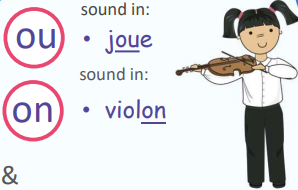 sound in:
ou • joue
sound in:
on • violon
&